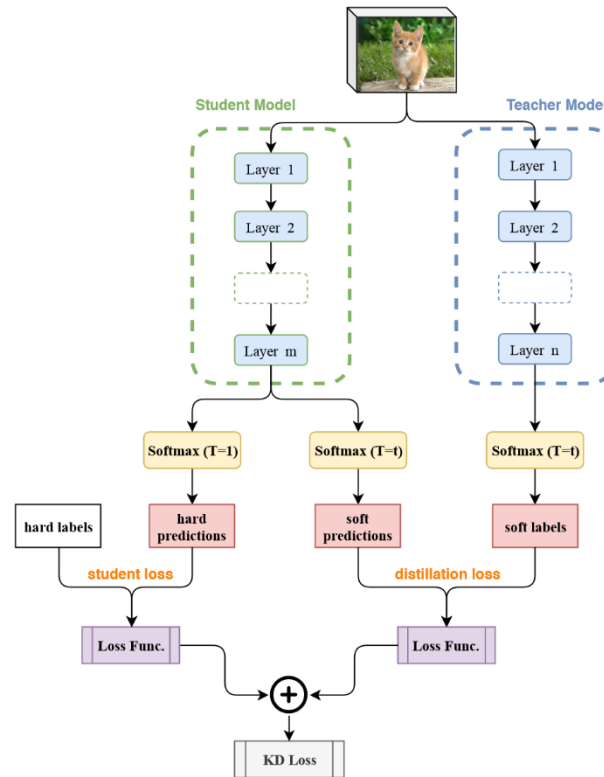 Student Model
Teacher Model
Layer 1
Layer 1
Layer 2
Layer 2
Layer m
Layer n
Softmax (T=1)
Softmax (T=t)
Softmax (T=t)
hard labels
hard
predictions
soft
predictions
soft labels
student loss
distillation loss
Loss Func.
Loss Func.
+
KD Loss